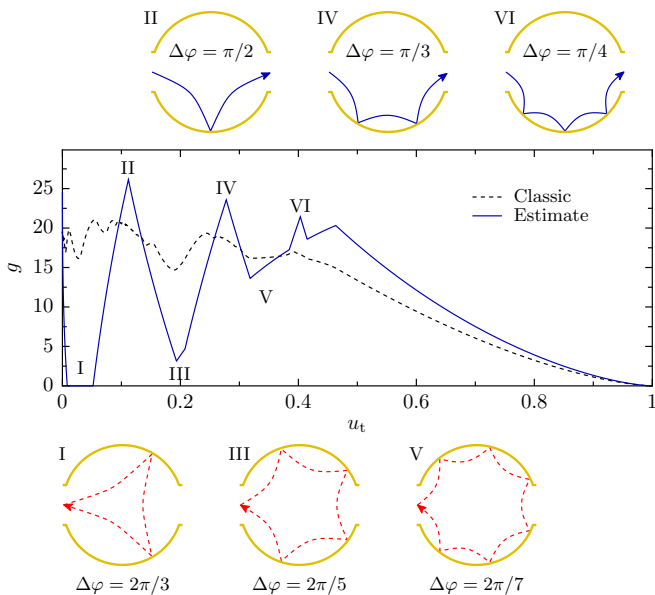 II IV VI
Δφ = π/2 Δφ = π/3 Δφ = π/4
25
20
15
10
5
0
g
II
IV
VI
V
I
III
Classic
Estimate
0 0.2 0.4 0.6 0.8 1
u_t
I III V
Δφ = 2π/3 Δφ = 2π/5 Δφ = 2π/7